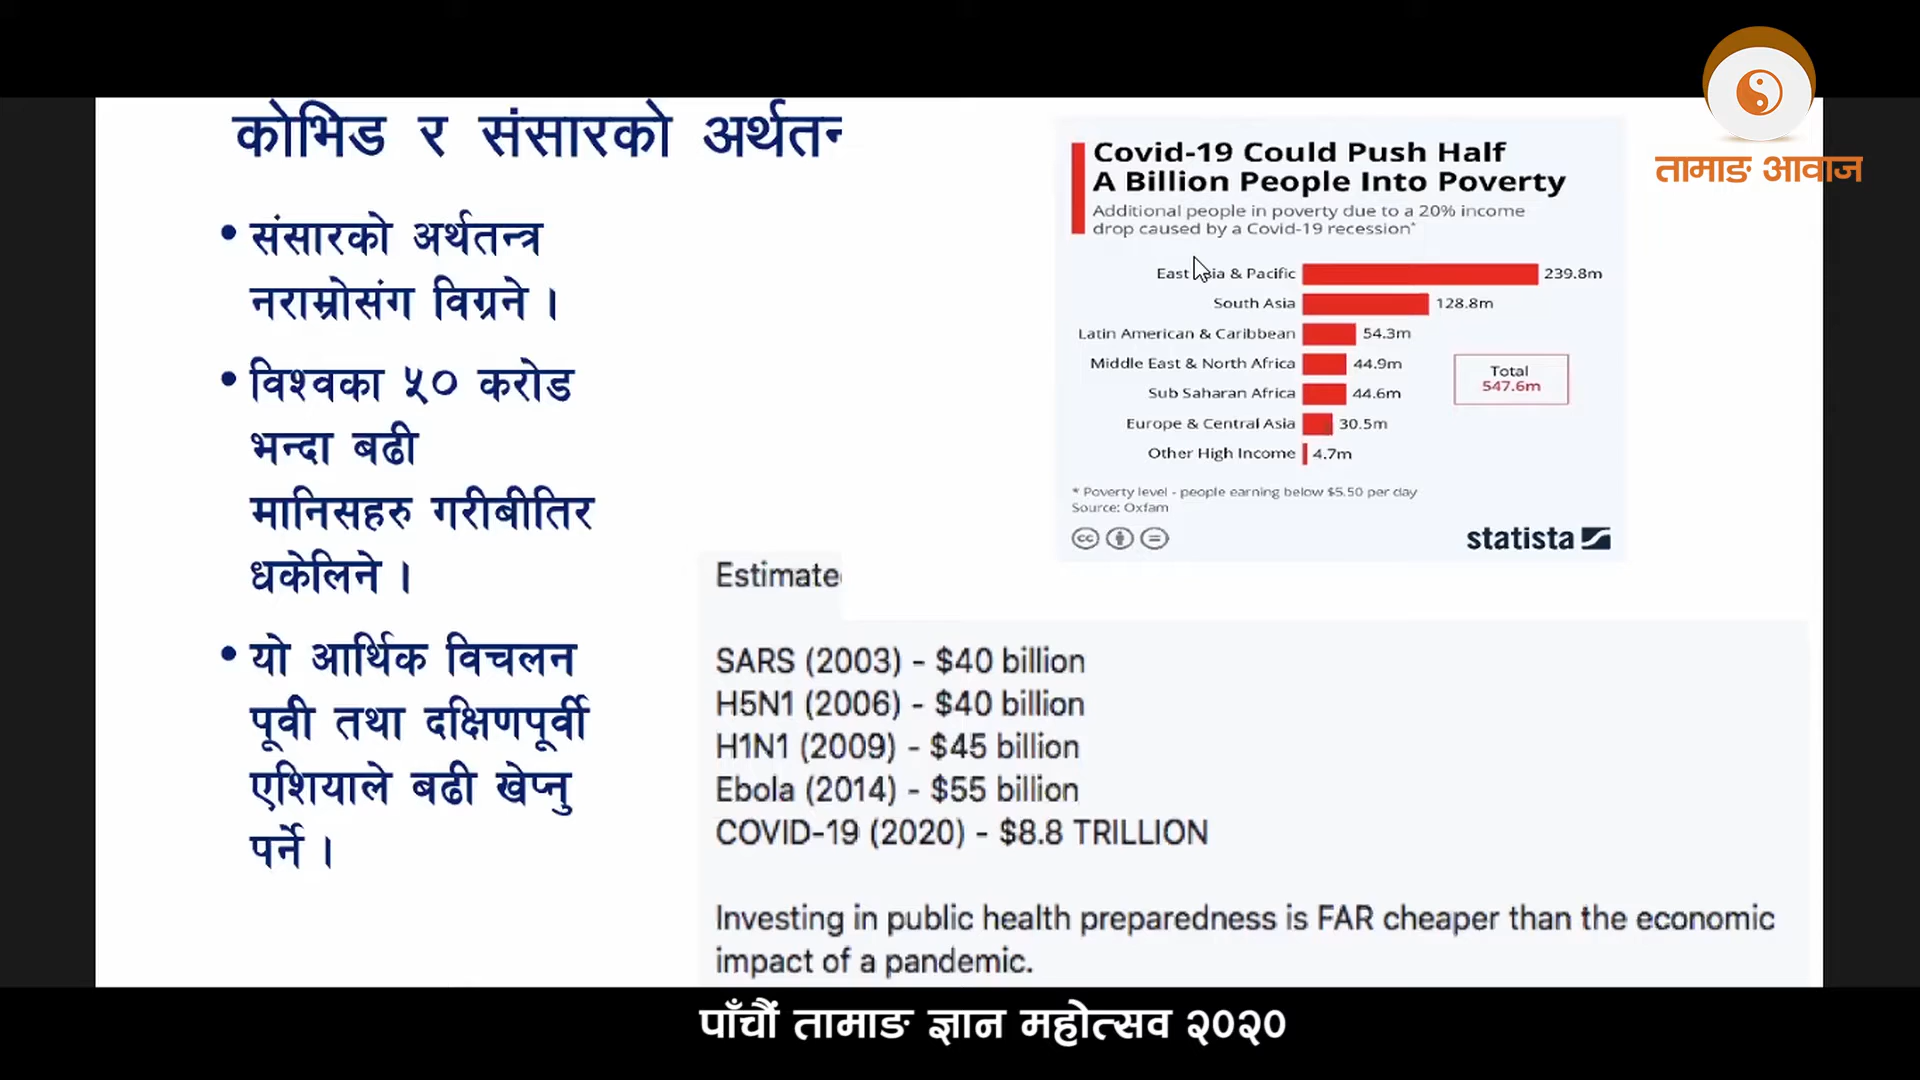 कोभिड र संसारको
• संसारको अर्थतन्त्र
नराम्रोसंग विग्रने ।
• विश्वका ५० करोड
भन्दा बढी
मानिसहरु गरीबीतिर
धकेलिने ।
• यो आर्थिक विचलन
पूर्वी तथा दक्षिणपूर्वी
एशियाले बढी खेप्नु
पर्ने ।
Covid-19 Could Push Half
A Billion People Into Poverty
Additional people in poverty due to a 20% income
drop caused by a Covid-19 recession*
East Asia & Pacific 239.8m
South Asia 128.8m
Latin American & Caribbean 54.3m
Middle East & North Africa 44.9m
Sub Saharan Africa 44.6m
Europe & Central Asia 30.5m
Other High Income 4.7m
Total
547.6m
* Poverty level - people earning below $5.50 per day
Source: Oxfam
cc
statista
SARS (2003) - $40 billion
H5N1 (2006) - $40 billion
H1N1 (2009) - $45 billion
Ebola (2014) - $55 billion
COVID-19 (2020) - $8.8 TRILLION
Investing in public health preparedness is FAR cheaper than the economic
impact of a pandemic.
तामाङ आवाज
पाँचौं तामाङ ज्ञान महोत्सव २०२०